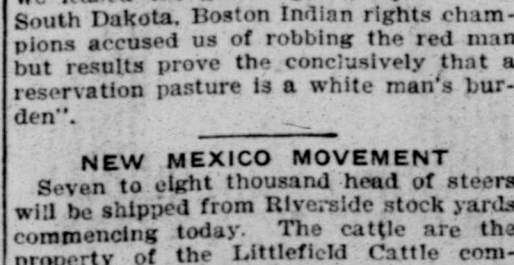 South Dakota, Boston Indian rights cham-
pions accused us of robbing the red man
but results prove the conclusively that a
reservation pasture is a white man's bur-
den".
NEW MEXICO MOVEMENT
Seven to eight thousand head of steers
will be shipped from Riverside stock yards
commencing today. The cattle are the
property of the Littlefield Cattle com-